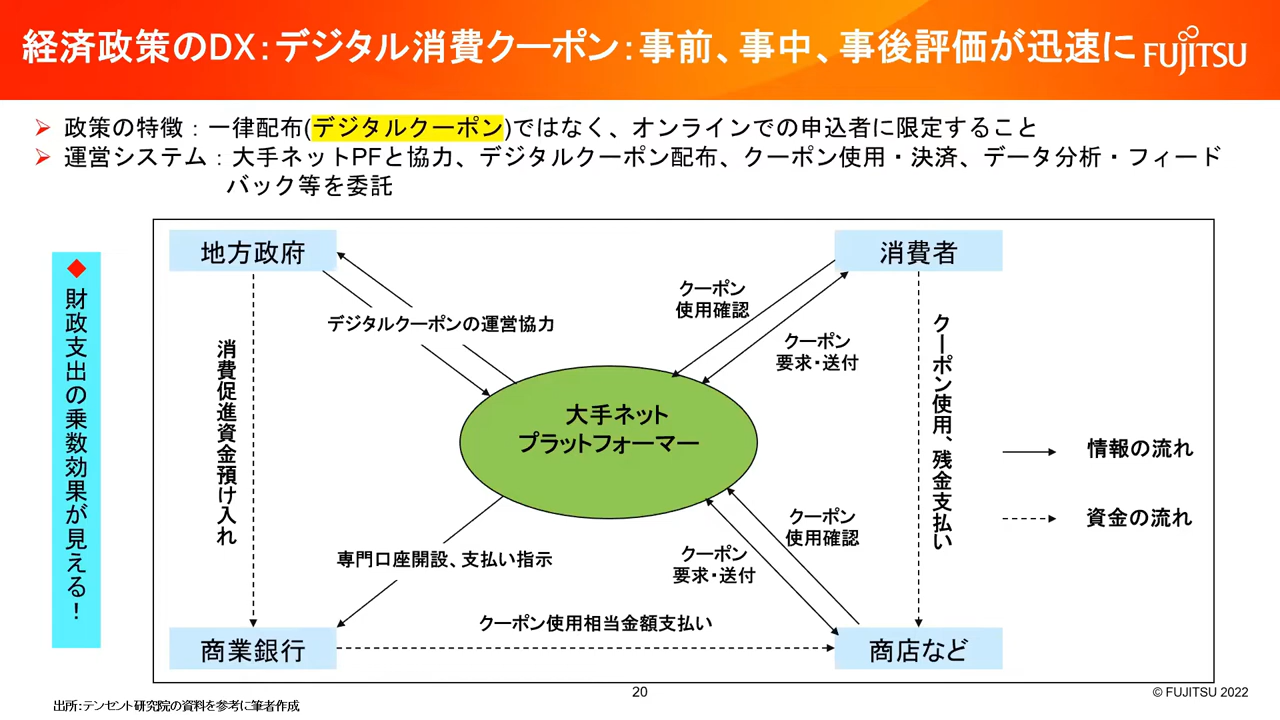 経済政策のDX：デジタル消費クーポン：事前、事中、事後評価が迅速に
FUJITSU
政策の特徴：一律配布(デジタルクーポン)ではなく、オンラインでの申込者に限定すること
運営システム：大手ネットPFと協力、デジタルクーポン配布、クーポン使用・決済、データ分析・フィード
バック等を委託
◆財政支出の乗数効果が見える！
地方政府
消費者
クーポン
使用確認
デジタルクーポンの運営協力
クーポン
要求・送付
消費促進資金預け入れ
大手ネット
プラットフォーマー
クーポン使用、残金支払い
情報の流れ
資金の流れ
クーポン
使用確認
専門口座開設、支払い指示
クーポン
要求・送付
クーポン使用相当金額支払い
商業銀行
商店など
20
© FUJITSU 2022
出所：テンセント研究院の資料を参考に筆者作成